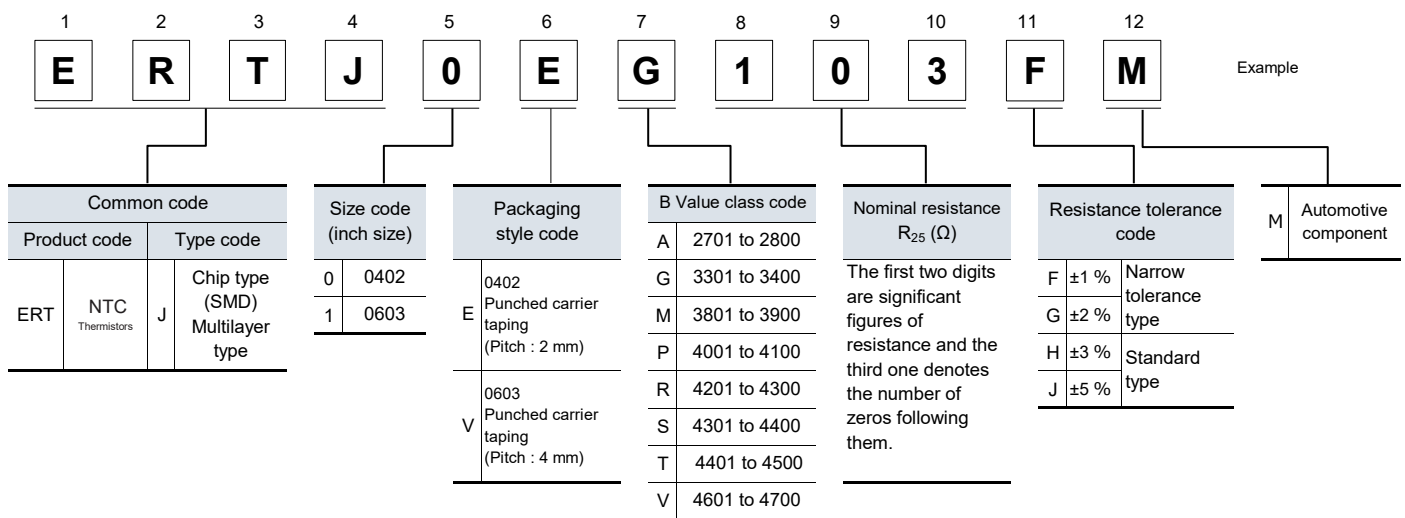 1 2 3 4 5 6 7 8 9 10 11 12
E R T J 0 E G 1 0 3 F M Example
Common code
Product code Type code
ERT NTC
Thermistors
J Chip type
(SMD)
Multilayer
type
Size code
(inch size)
0 0402
1 0603
Packaging
style code
E 0402
Punched carrier
taping
(Pitch : 2 mm)
V 0603
Punched carrier
taping
(Pitch : 4 mm)
B Value class code
A 2701 to 2800
G 3301 to 3400
M 3801 to 3900
P 4001 to 4100
R 4201 to 4300
S 4301 to 4400
T 4401 to 4500
V 4601 to 4700
Nominal resistance
R25 (Ω)
The first two digits
are significant
figures of
resistance and the
third one denotes
the number of
zeros following
them.
Resistance tolerance
code
F ±1 % Narrow
tolerance
G ±2 % type
H ±3 % Standard
J ±5 % type
M Automotive
component